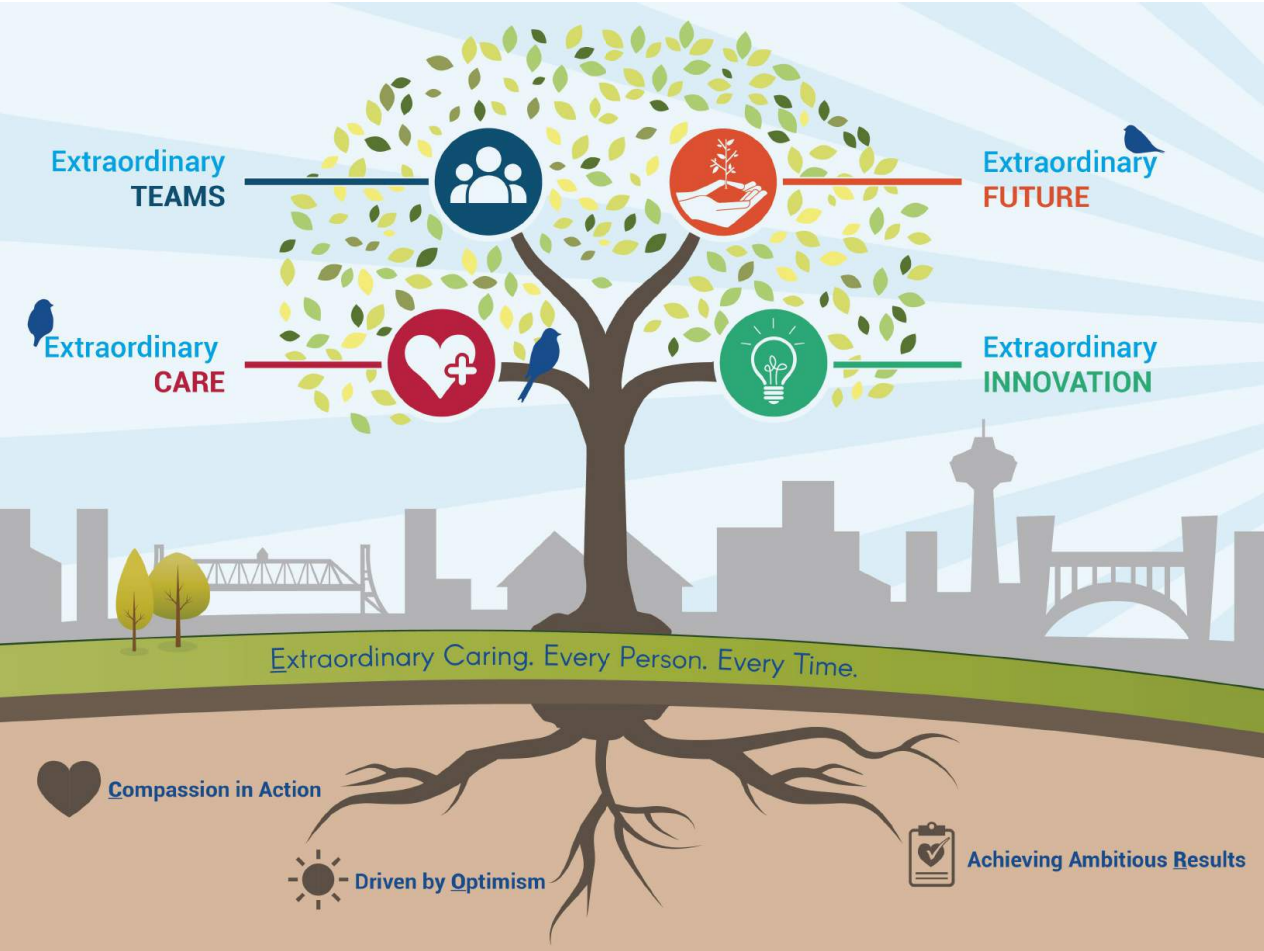 Extraordinary
TEAMS
Extraordinary
FUTURE
Extraordinary
CARE
Extraordinary
INNOVATION
Extraordinary Caring. Every Person. Every Time.
Compassion in Action
Driven by Optimism
Achieving Ambitious Results